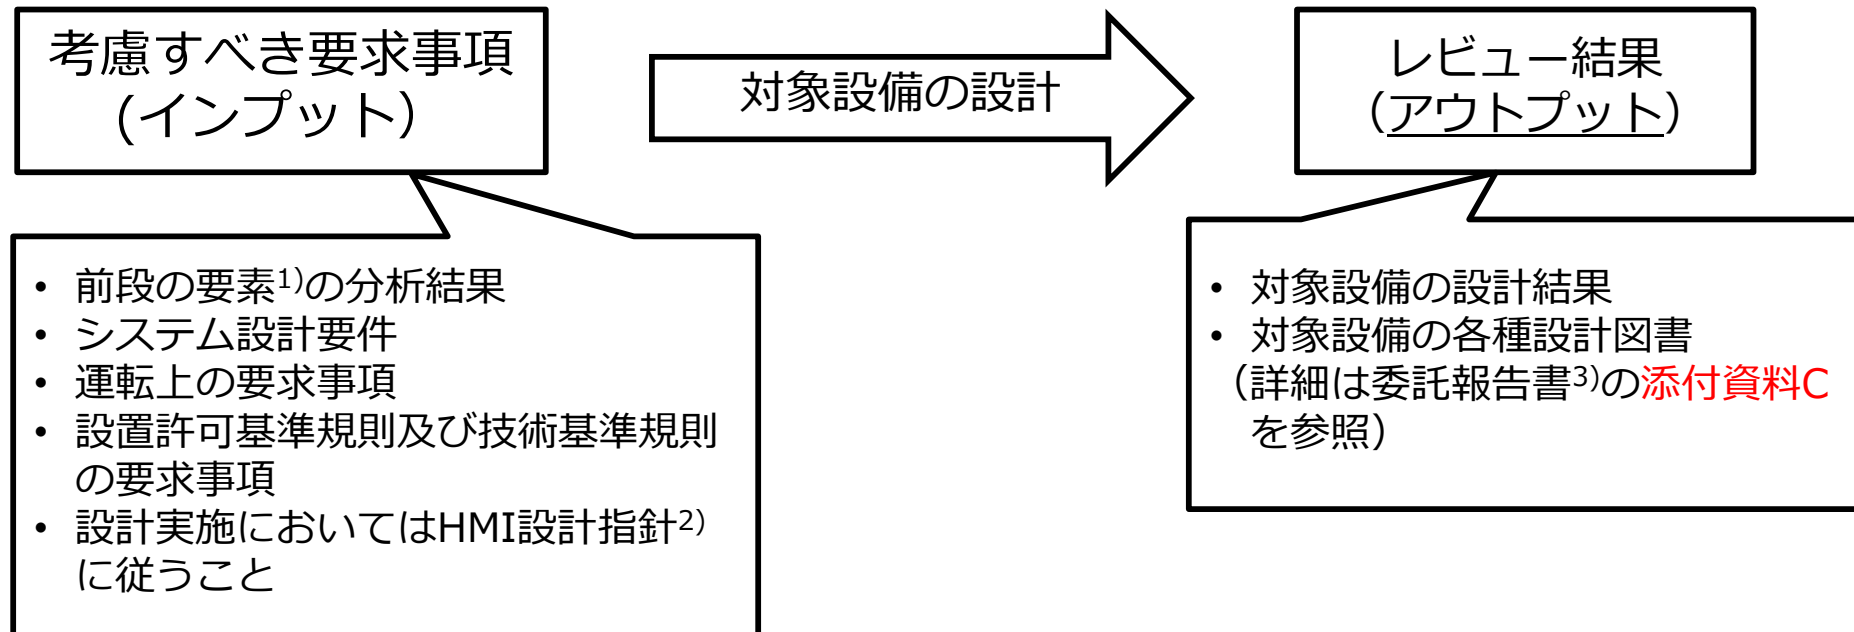 考慮すべき要求事項
(インプット）
対象設備の設計
レビュー結果
（アウトプット）
• 前段の要素1)の分析結果
• システム設計要件
• 運転上の要求事項
• 設置許可基準規則及び技術基準規則
の要求事項
• 設計実施においてはHMI設計指針2)
に従うこと
• 対象設備の設計結果
• 対象設備の各種設計図書
（詳細は委託報告書3)の添付資料C
を参照）